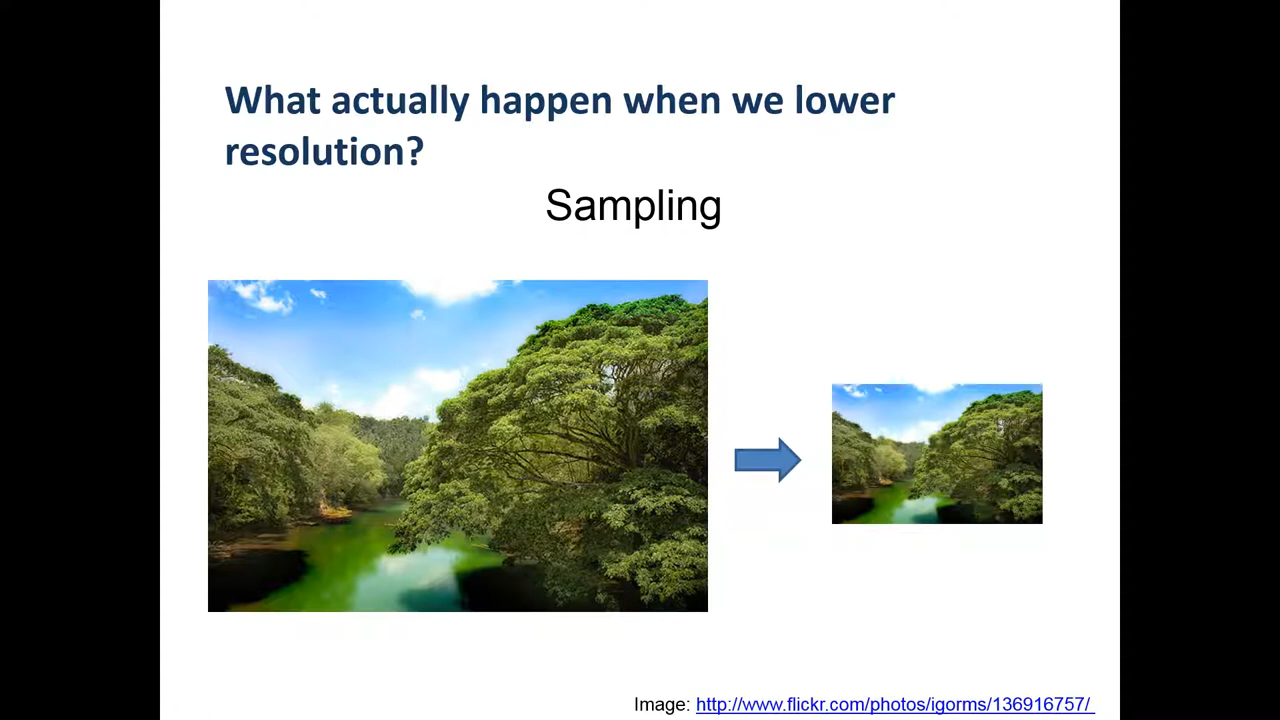 What actually happen when we lower
resolution?
Sampling
Image: http://www.flickr.com/photos/igorms/136916757/